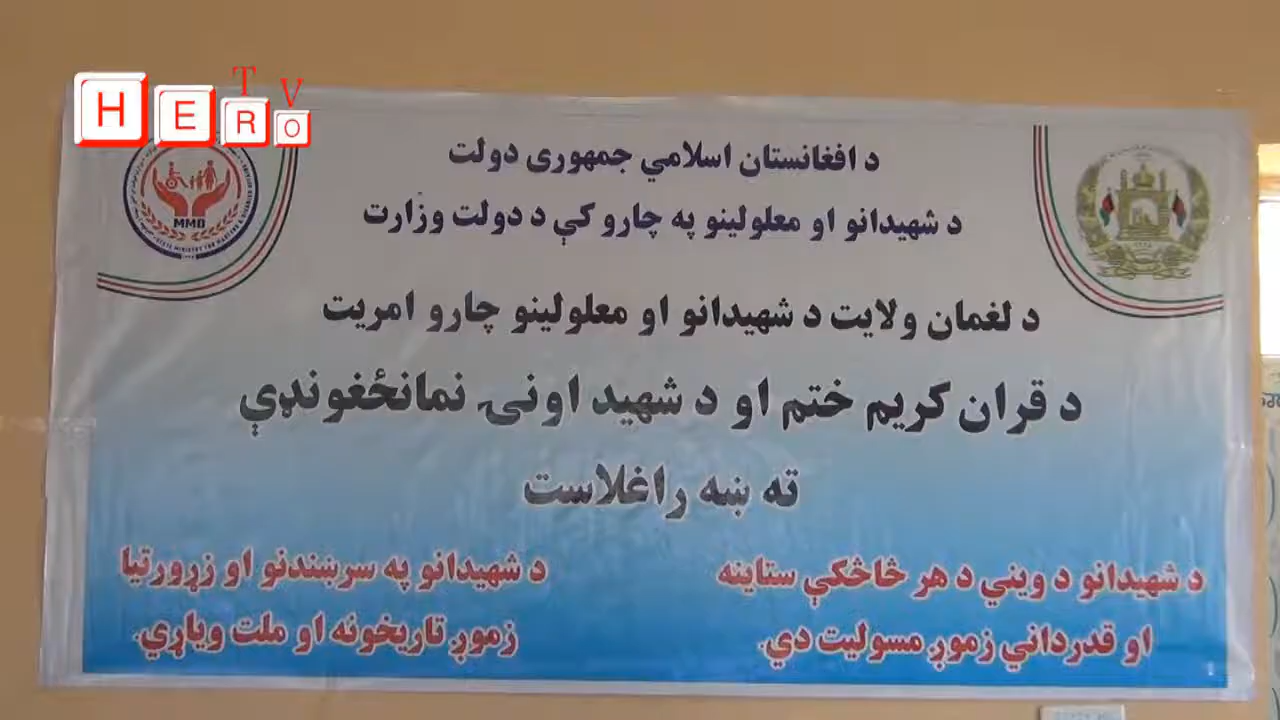 HERO TV
د افغانستان اسلامي جمهوری دولت
د شهیدانو او معلولینو په چارو کې د دولت وزارت
د لغمان ولایت د شهیدانو او معلولینو چارو امریت
د قران کریم ختم او د شهید اونۍ نمانځغونډې
ته ښه راغلاست
د شهیدانو د ویني د هر څاڅکې ستاینه
او قدرداني زموږ مسولیت دي.
د شهیدانو په سرښندنو او زړورتیا
زموږ تاریخونه او ملت ویاړي.
MMD